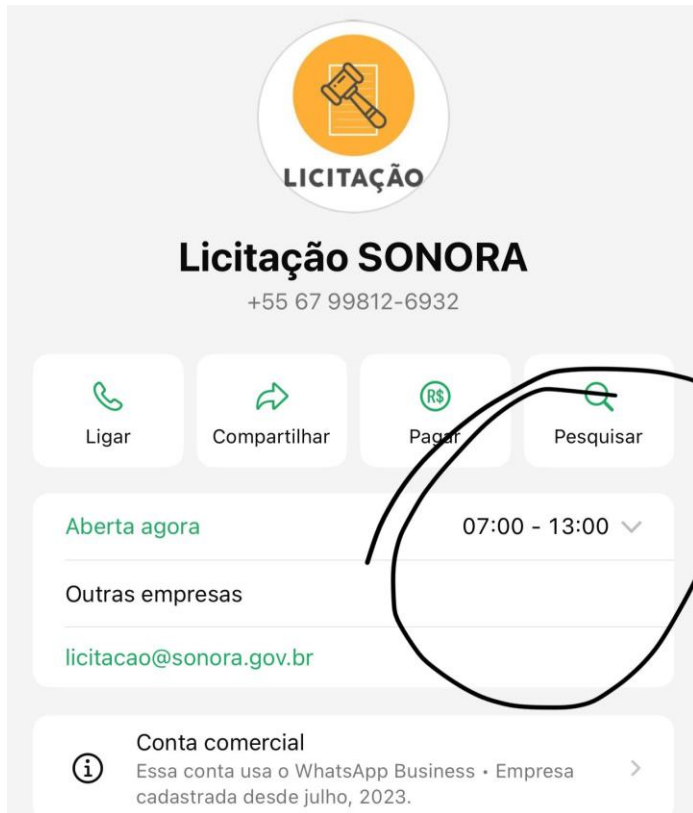 LICITAÇÃO
Licitação SONORA
+55 67 99812-6932
Ligar Compartilhar R$ Pagar Pesquisar
Aberta agora 07:00 - 13:00
Outras empresas
licitacao@sonora.gov.br
Conta comercial
Essa conta usa o WhatsApp Business • Empresa
cadastrada desde julho, 2023.